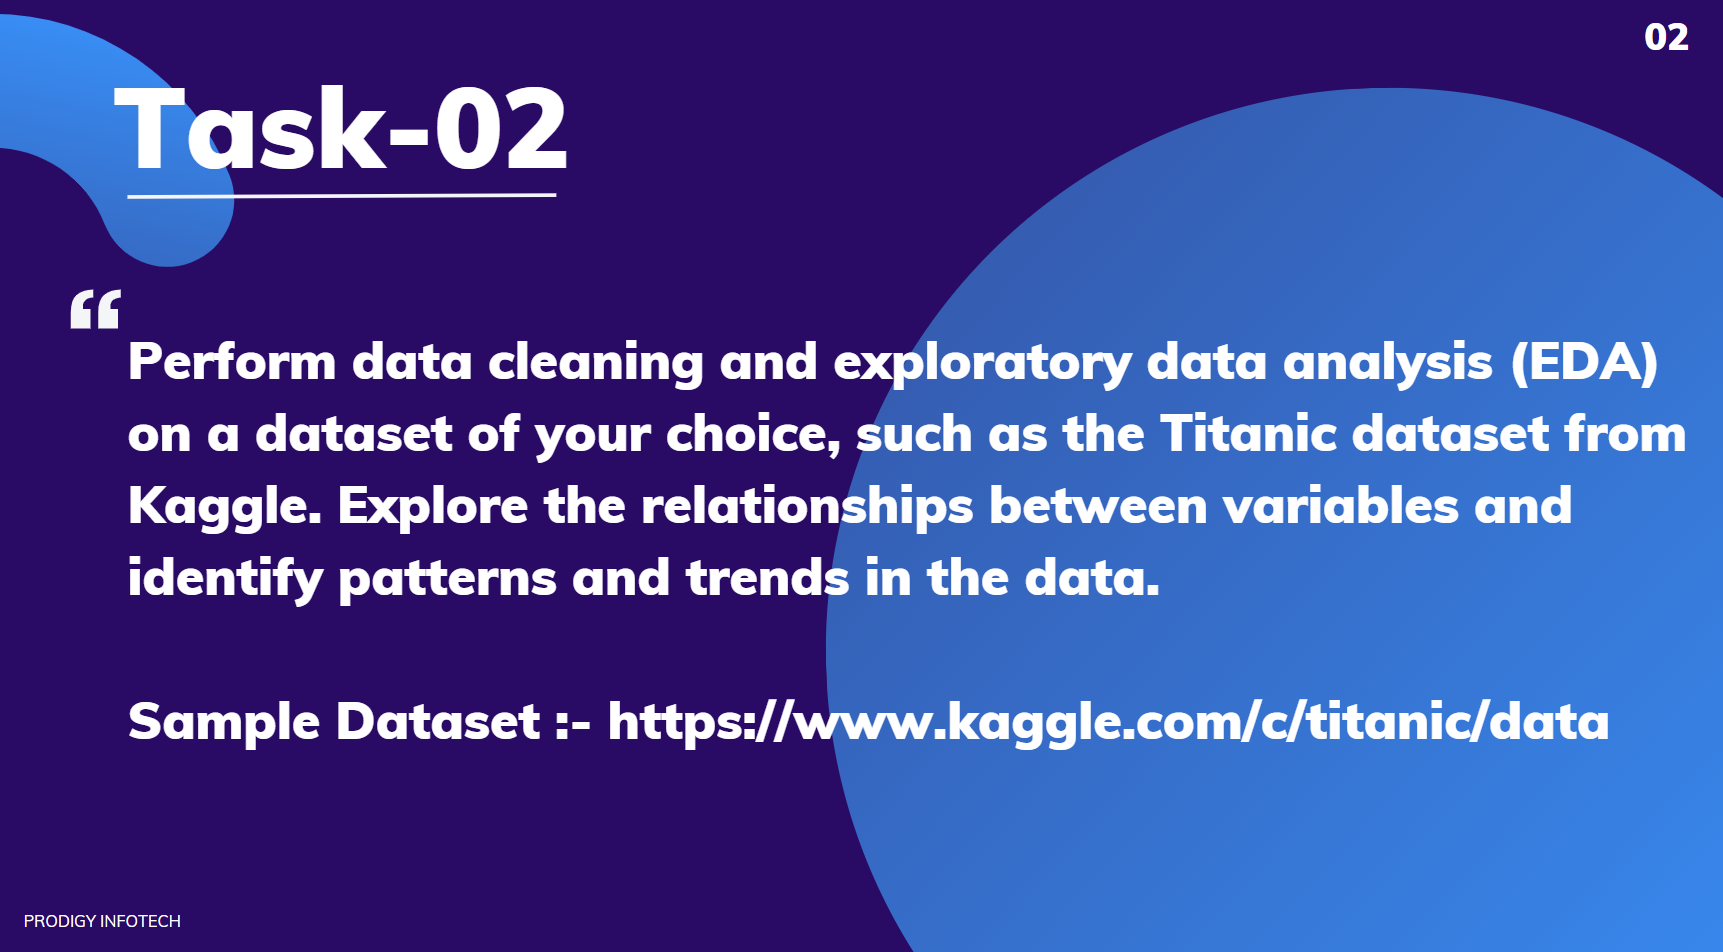 02
Task-02
“
Perform data cleaning and exploratory data analysis (EDA)
on a dataset of your choice, such as the Titanic dataset from
Kaggle. Explore the relationships between variables and
identify patterns and trends in the data.
Sample Dataset :- https://www.kaggle.com/c/titanic/data
PRODIGY INFOTECH